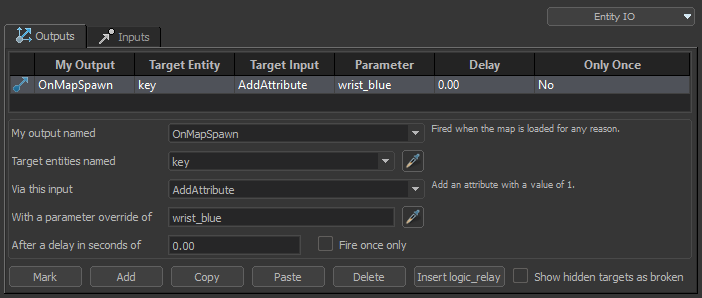 Entity IO
Outputs Inputs
My Output Target Entity Target Input Parameter Delay Only Once
OnMapSpawn key AddAttribute wrist_blue 0.00 No
My output named OnMapSpawn Fired when the map is loaded for any reason.
Target entities named key
Via this input AddAttribute Add an attribute with a value of 1.
With a parameter override of wrist_blue
After a delay in seconds of 0.00 Fire once only
Mark Add Copy Paste Delete Insert logic_relay Show hidden targets as broken